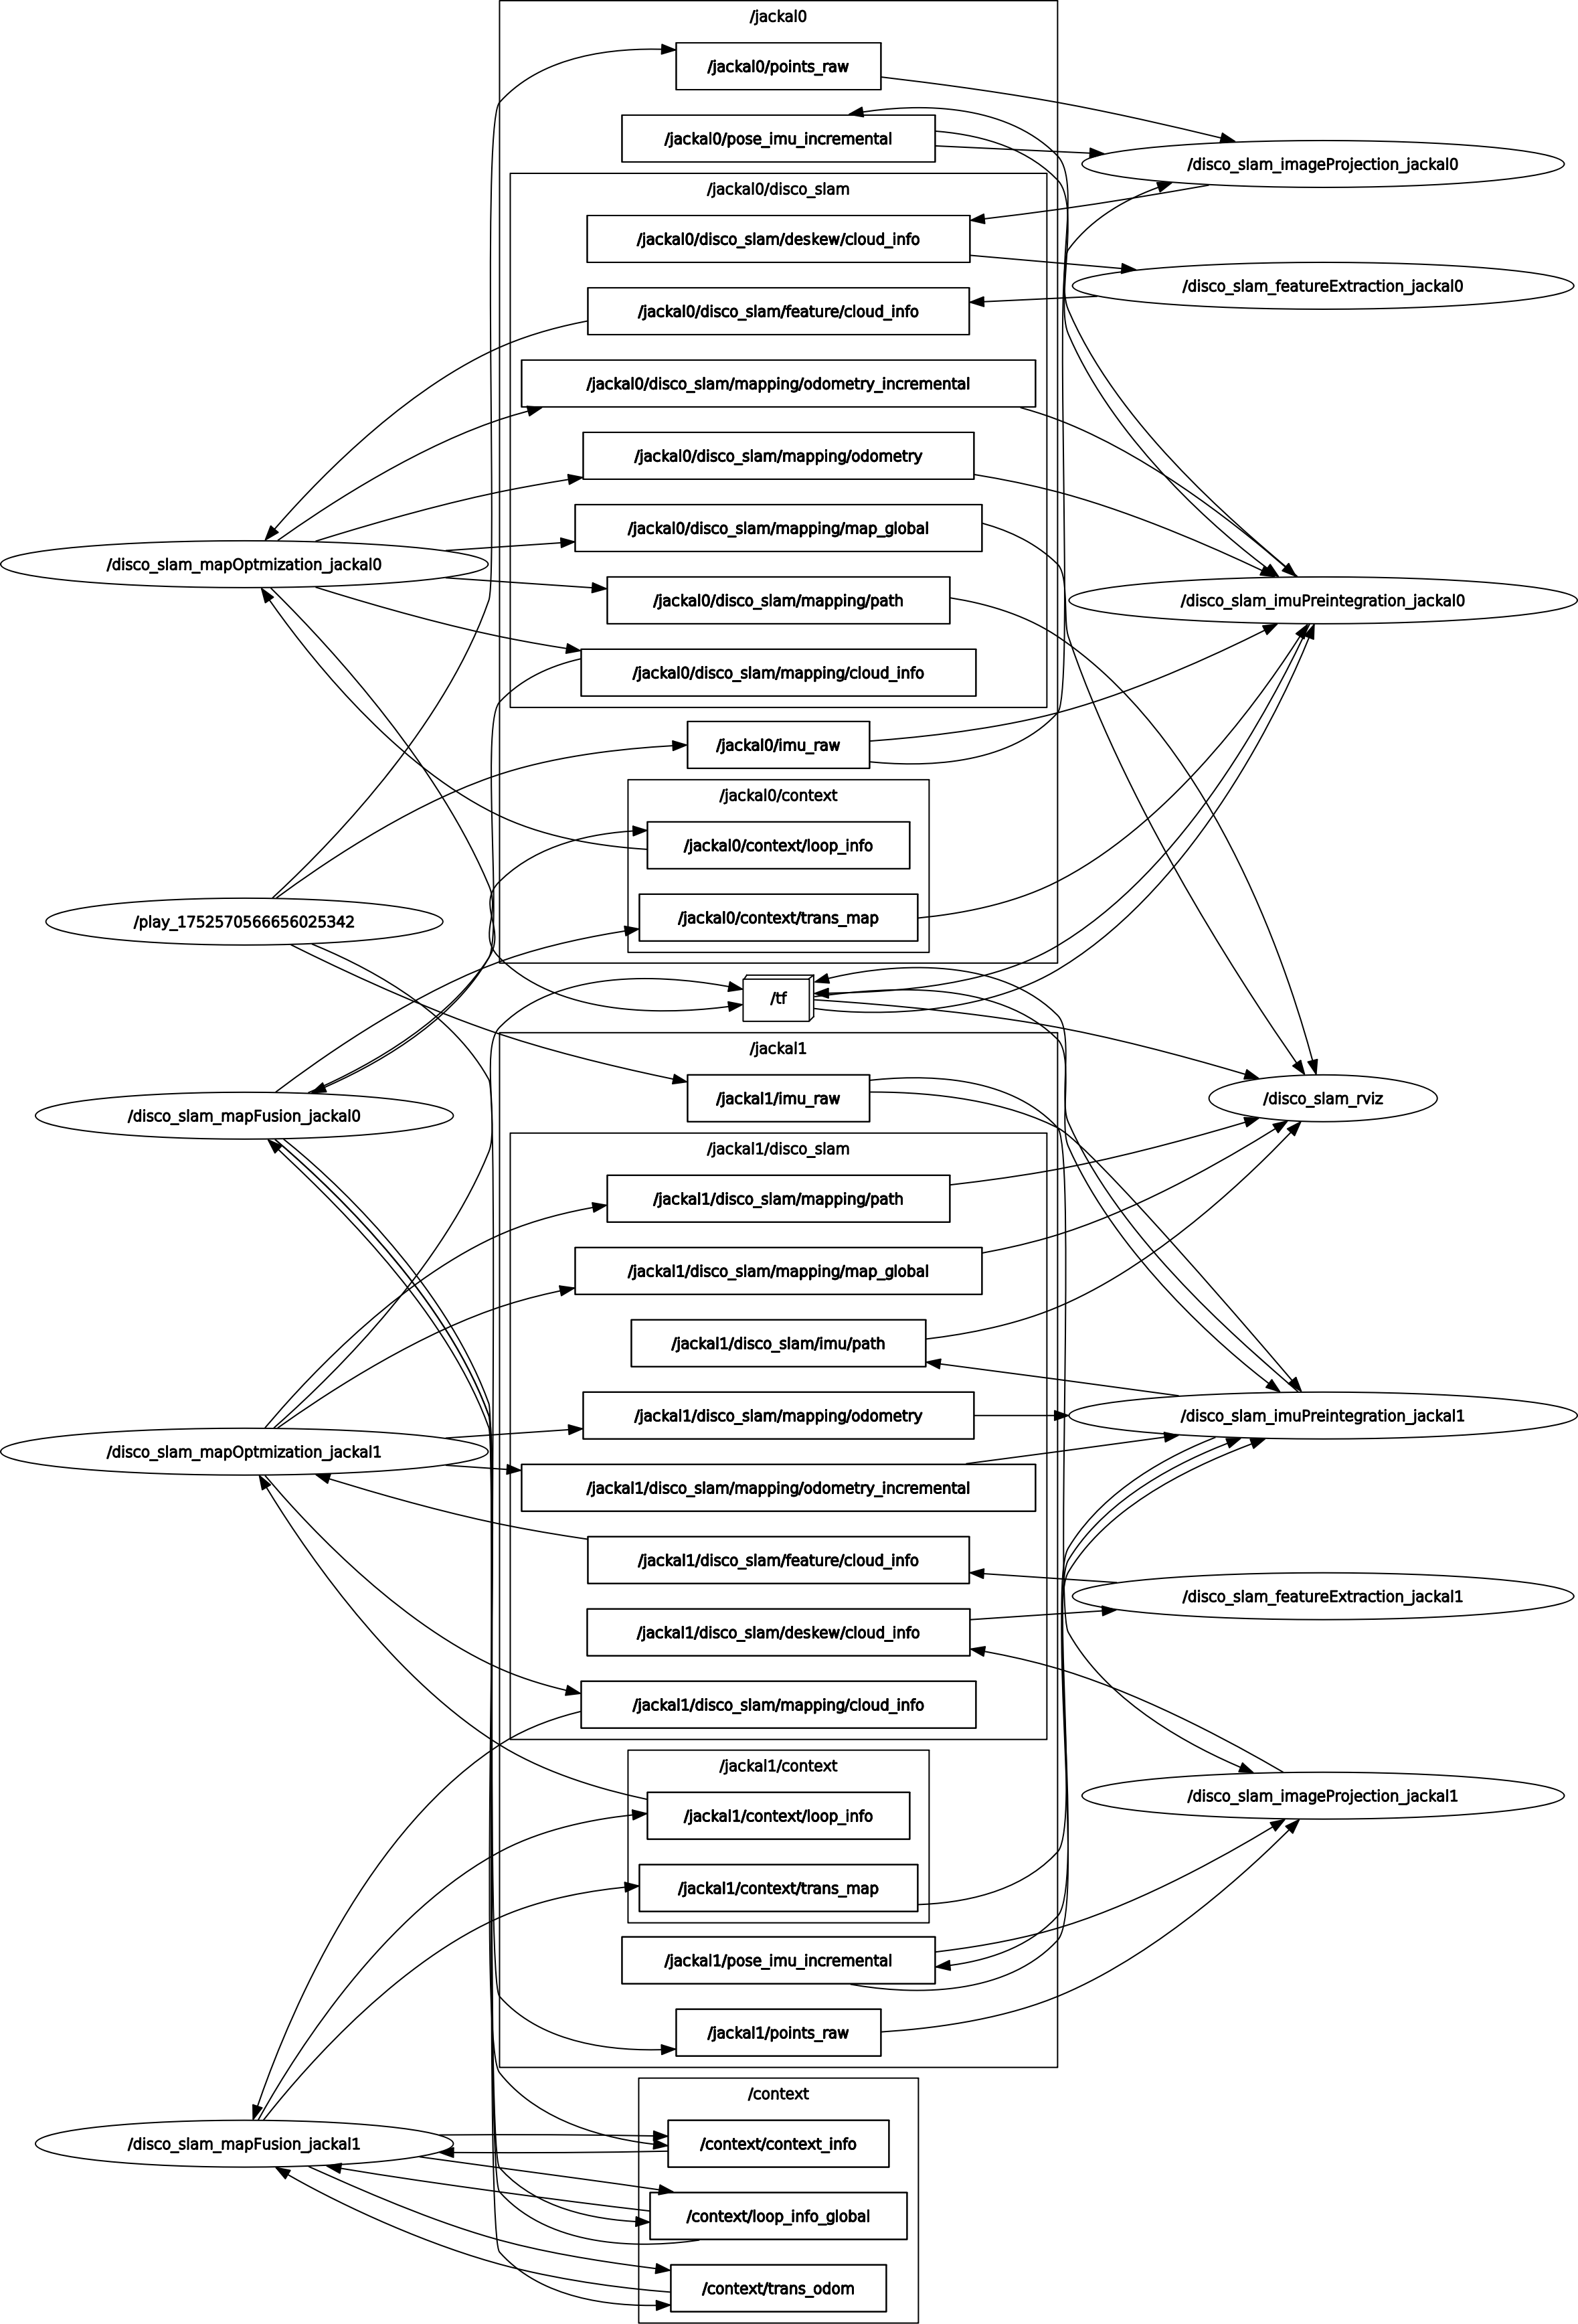 /jackal0
/jackal0/points_raw
/jackal0/pose_imu_incremental
/disco_slam_imageProjection_jackal0
/jackal0/disco_slam
/jackal0/disco_slam/deskew/cloud_info
/disco_slam_featureExtraction_jackal0
/jackal0/disco_slam/feature/cloud_info
/jackal0/disco_slam/mapping/odometry_incremental
/jackal0/disco_slam/mapping/odometry
/jackal0/disco_slam/mapping/map_global
/disco_slam_mapOptmization_jackal0
/jackal0/disco_slam/mapping/path
/disco_slam_imuPreintegration_jackal0
/jackal0/disco_slam/mapping/cloud_info
/jackal0/imu_raw
/jackal0/context
/jackal0/context/loop_info
/jackal0/context/trans_map
/play_1752570566656025342
/tf
/jackal1
/jackal1/imu_raw
/disco_slam_rviz
/disco_slam_mapFusion_jackal0
/jackal1/disco_slam
/jackal1/disco_slam/mapping/path
/jackal1/disco_slam/mapping/map_global
/jackal1/disco_slam/imu/path
/jackal1/disco_slam/mapping/odometry
/disco_slam_imuPreintegration_jackal1
/disco_slam_mapOptmization_jackal1
/jackal1/disco_slam/mapping/odometry_incremental
/jackal1/disco_slam/feature/cloud_info
/disco_slam_featureExtraction_jackal1
/jackal1/disco_slam/deskew/cloud_info
/jackal1/disco_slam/mapping/cloud_info
/jackal1/context
/disco_slam_imageProjection_jackal1
/jackal1/context/loop_info
/jackal1/context/trans_map
/jackal1/pose_imu_incremental
/jackal1/points_raw
/context
/disco_slam_mapFusion_jackal1
/context/context_info
/context/loop_info_global
/context/trans_odom